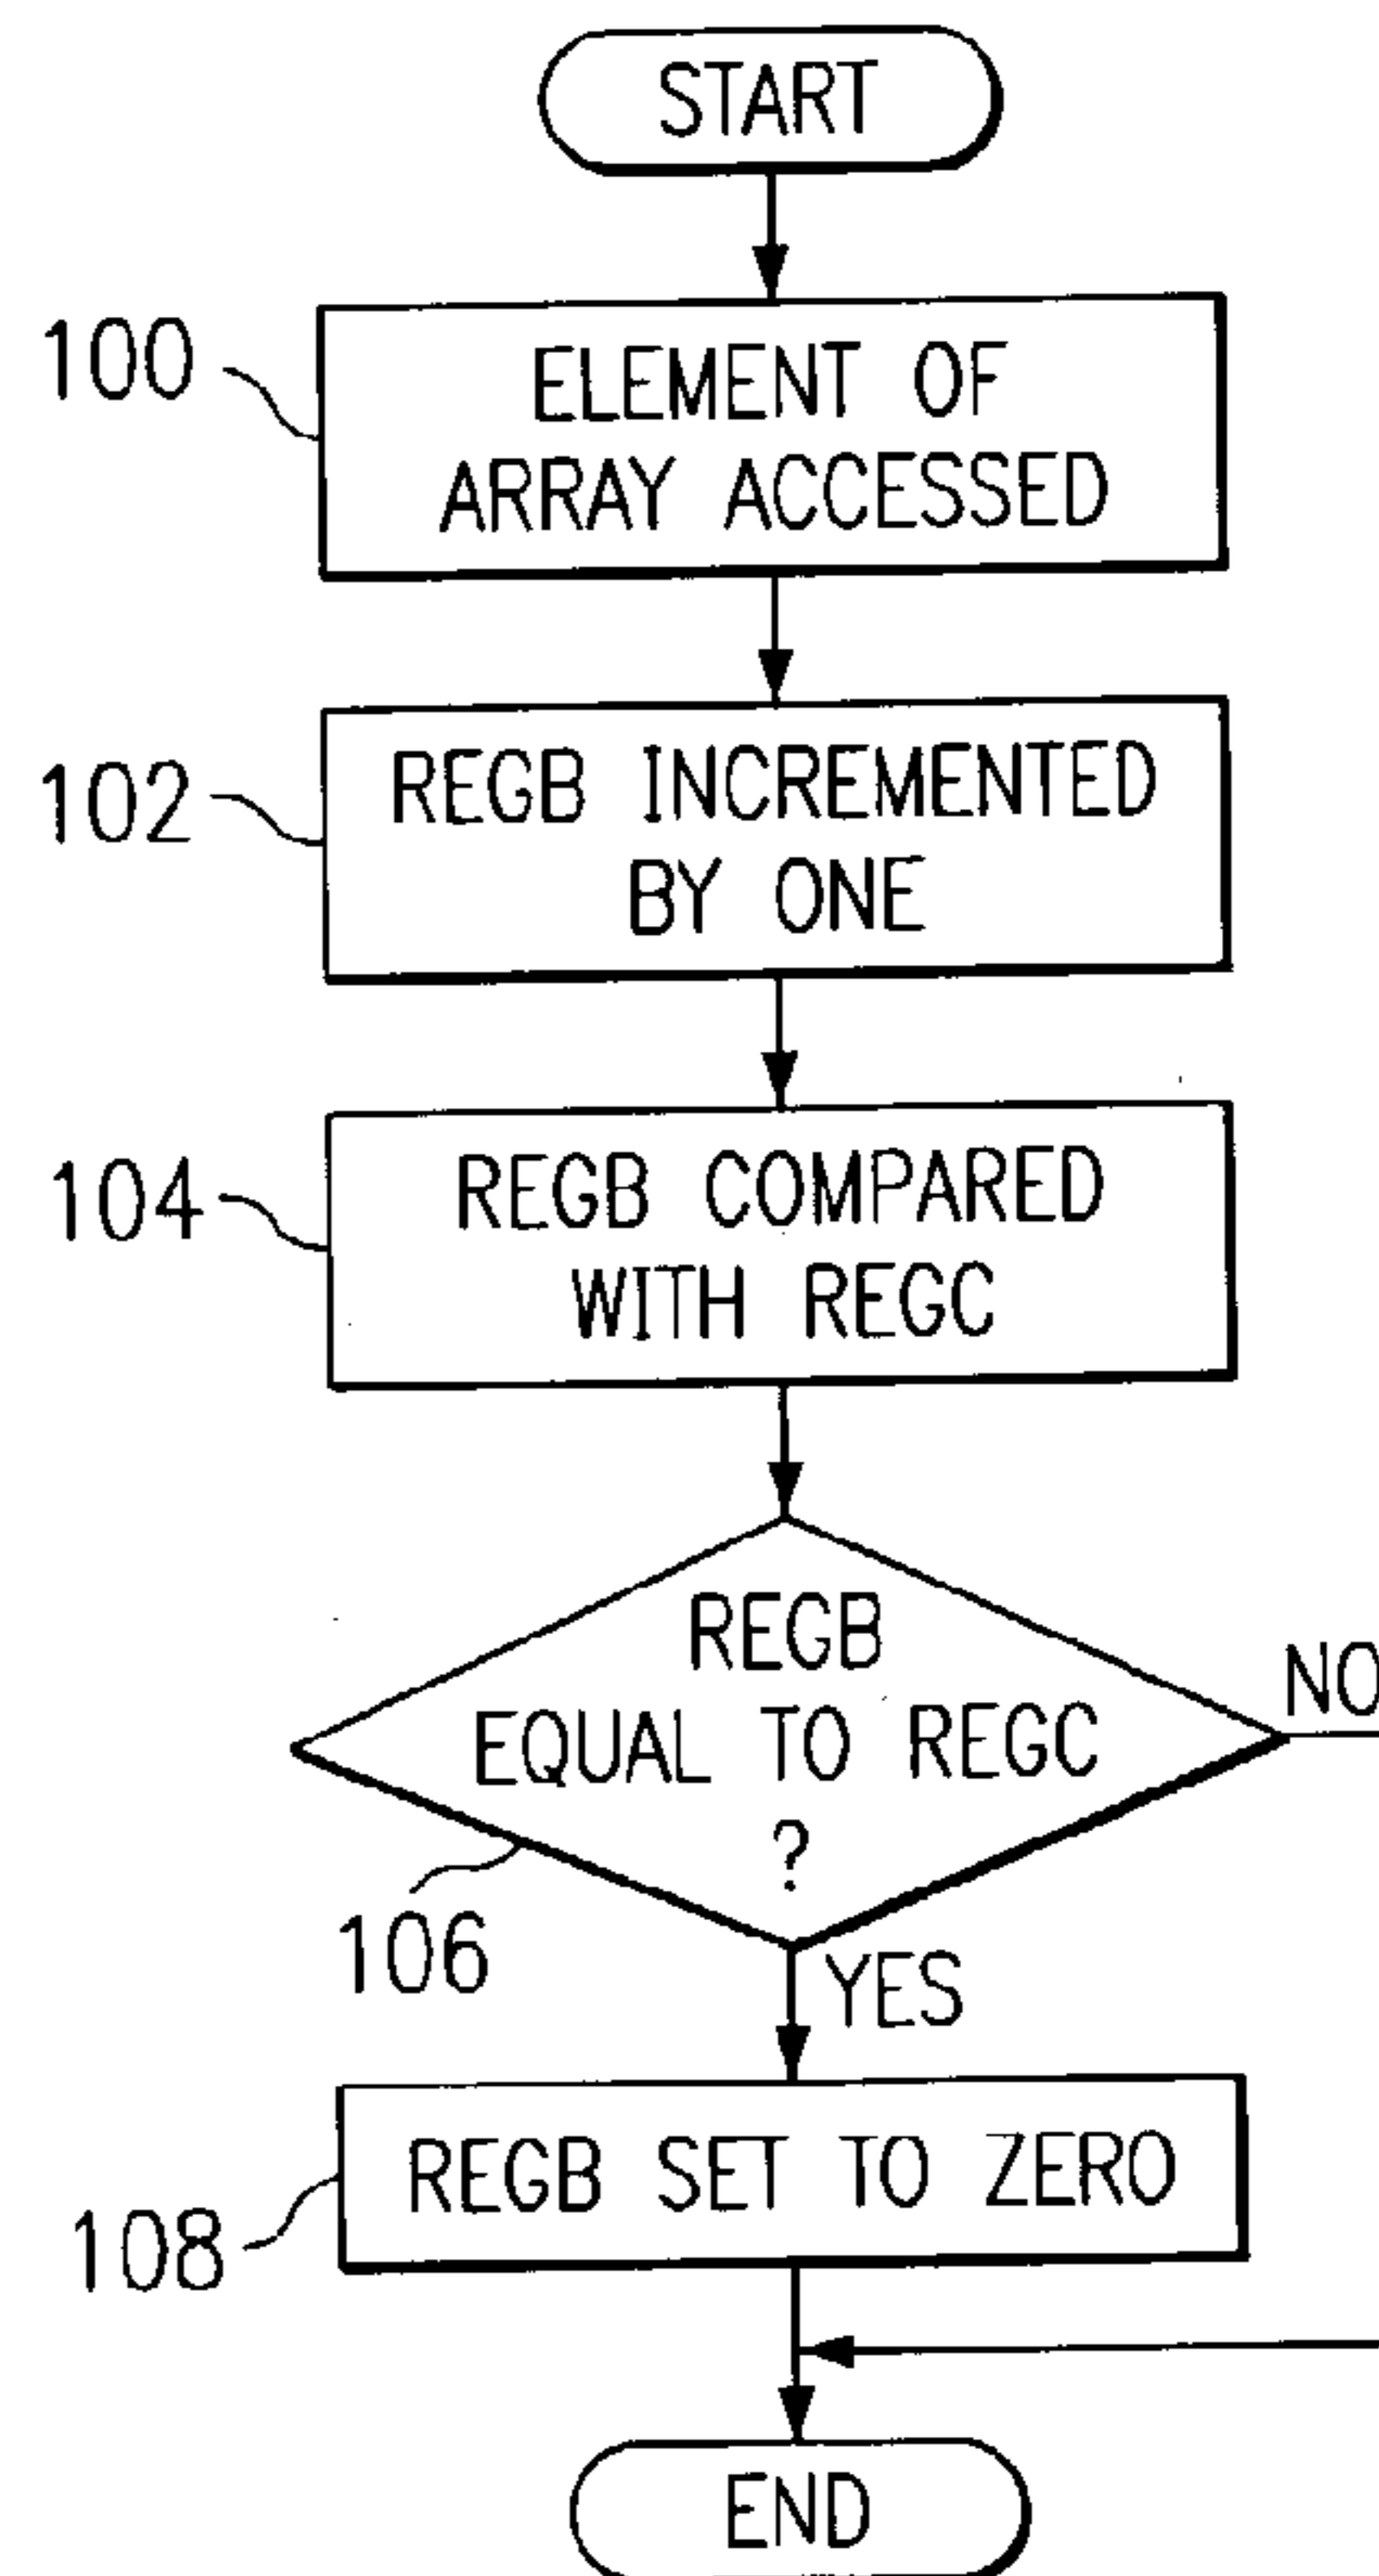 START
100
ELEMENT OF
ARRAY ACCESSED
102
REGB INCREMENTED
BY ONE
104
REGB COMPARED
WITH REGC
REGB
EQUAL TO REGC
?
NO
106
YES
REGB SET TO ZERO
108
END